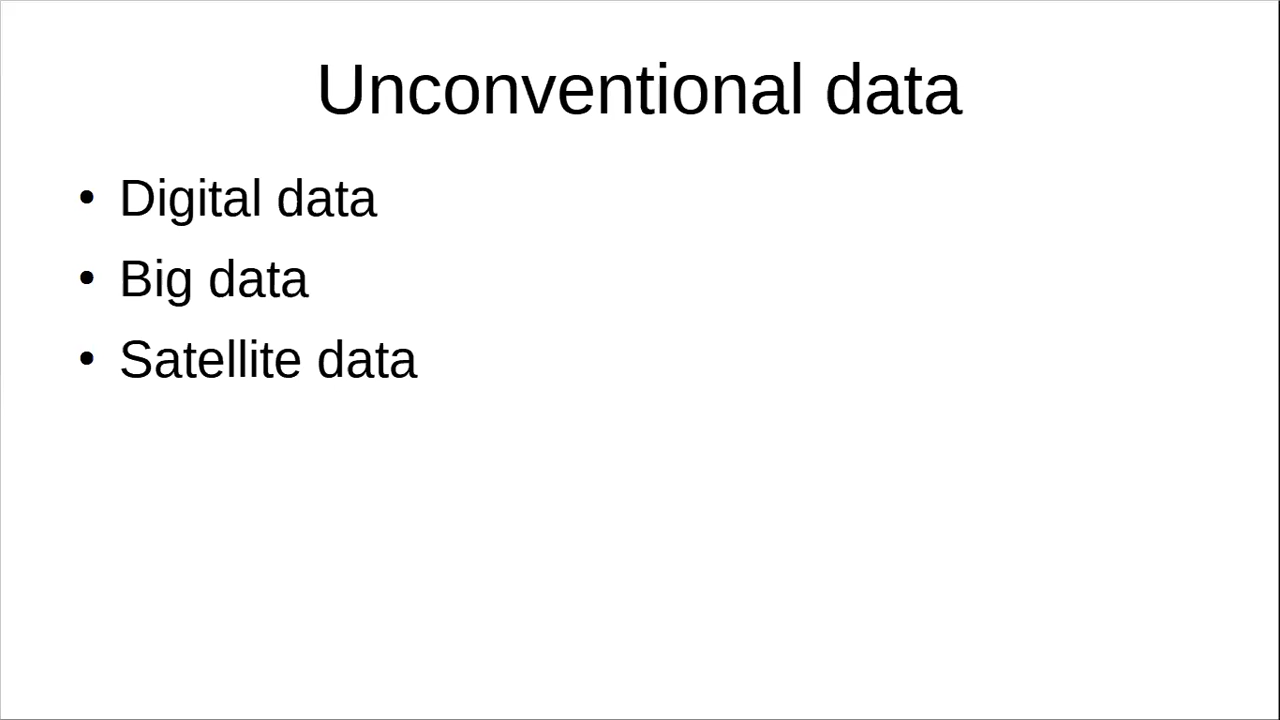 Unconventional data
• Digital data
• Big data
• Satellite data